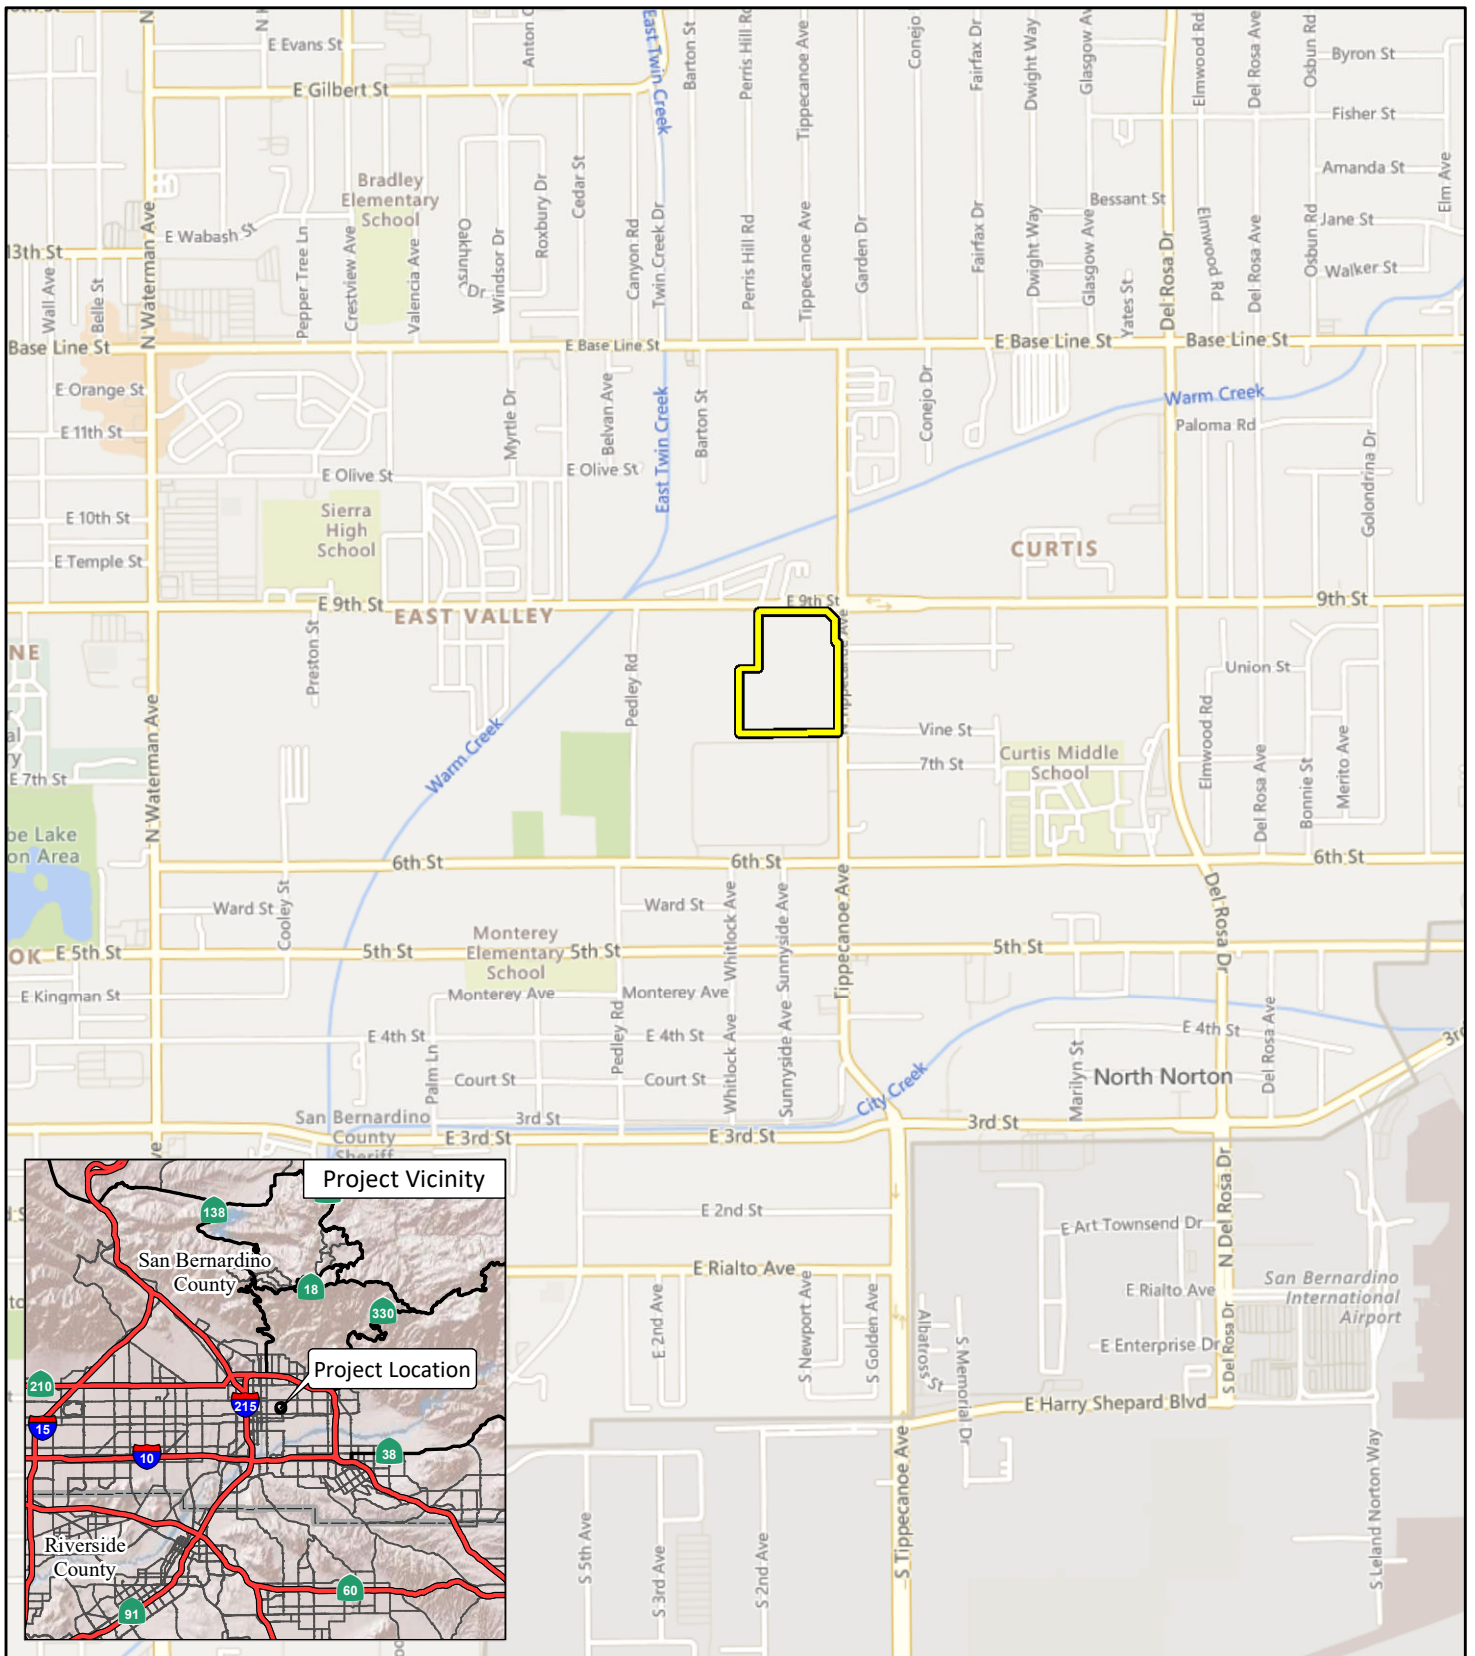 E Evans St
Anton
East Twin Creek
Barton St
Perris Hill Rd
Tippecanoe Ave
Conejo
Fairfax Dr
Dwight Way
Glasgow Av
Elmwood Rd
Del Rosa Ave
Osbun Rd
Byron St
E Gilbert St
Fisher St
Amanda St
Elm Ave
Bradley
Elementary
School
Bessant St
N Waterman Ave
E Wabash St
13th St
Wall Ave
Belle St
Pepper Tree Ln
Crestview Ave
Valencia Ave
Oakhurst
Dr
Windsor Dr
Roxbury Dr
Cedar St
Canyon Rd
Twin Creek Dr
Perris Hill Rd
Tippecanoe Ave
Garden Dr
Fairfax Dr
Dwight Way
Glasgow Ave
Yates St
Del Rosa Dr
Elmwood Rd
Del Rosa Ave
Osbun Rd
Jane St
Walker St
Base Line St
E Base Line St
E Base Line St
Base Line St
E Orange St
E 11th St
Myrtle Dr
Belvan Ave
East Twin Creek
Barton St
Conejo Dr
Warm Creek
Paloma Rd
Golondrina Dr
E Olive St
E Olive St
E 10th St
Sierra
High
School
E Temple St
CURTIS
E 9th St
EAST VALLEY
E 9th St
9th St
NE
Preston St
Pedley Rd
N Tippecanoe Ave
Union St
N Waterman Ave
Warm Creek
Vine St
7th St
Curtis Middle
School
Elmwood Rd
Del Rosa Ave
Bonnie St
Merito Ave
al
ry
E 7th St
be Lake
on Area
6th St
6th St
6th St
Cooley St
Ward St
Ward St
Whitlock Ave
Sunnyside Ave
Tippecanoe Ave
Del Rosa Dr
OK
E 5th St
5th St
Monterey
Elementary
School
5th St
5th St
E Kingman St
Monterey Ave
Monterey Ave
E 4th St
Palm Ln
Pedley Rd
E 4th St
Whitlock Ave
Sunnyside Ave
City Creek
E 4th St
Marilyn St
Del Rosa Ave
3rd
Court St
Court St
North Norton
San Bernardino
County
Sheriff
3rd St
E 3rd St
E 3rd St
3rd St
ve
Project Vicinity
138
San Bernardino
County
18
330
Project Location
210
215
15
10
38
Riverside
County
60
91
E 2nd St
E Art Townsend Dr
N Del Rosa Dr
E Rialto Ave
E Rialto Ave
San Bernardino
International
Airport
E 2nd Ave
S Newport Ave
S Golden Ave
Albatross St
S Memorial Dr
E Enterprise Dr
S Del Rosa Dr
E Harry Shepard Blvd
S Tippecanoe Ave
S Leland Norton Way
S 5th Ave
S 3rd Ave
S 2nd Ave